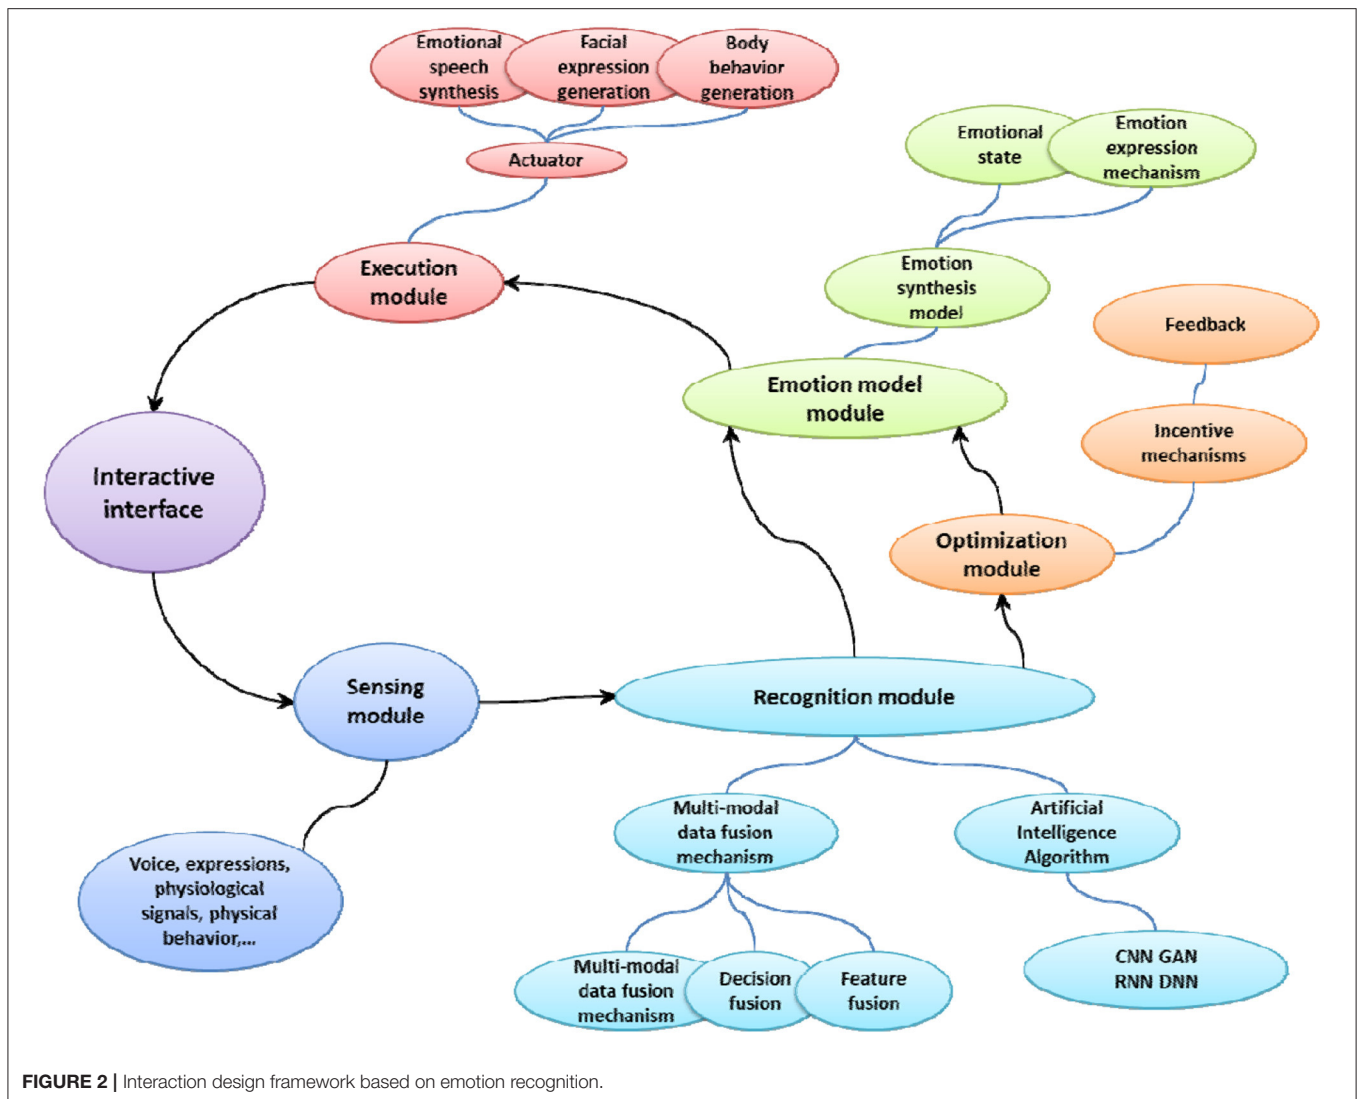 Emotional
speech
synthesis
Facial
expression
generation
Body
behavior
generation
Actuator
Emotional
state
Emotion
expression
mechanism
Execution
module
Emotion
synthesis
model
Feedback
Emotion model
module
Incentive
mechanisms
Interactive
interface
Optimization
module
Sensing
module
Recognition module
Voice, expressions,
physiological
signals, physical
behavior,...
Multi-modal
data fusion
mechanism
Artificial
Intelligence
Algorithm
Multi-modal
data fusion
mechanism
Decision
fusion
Feature
fusion
CNN GAN
RNN DNN
FIGURE 2 | Interaction design framework based on emotion recognition.